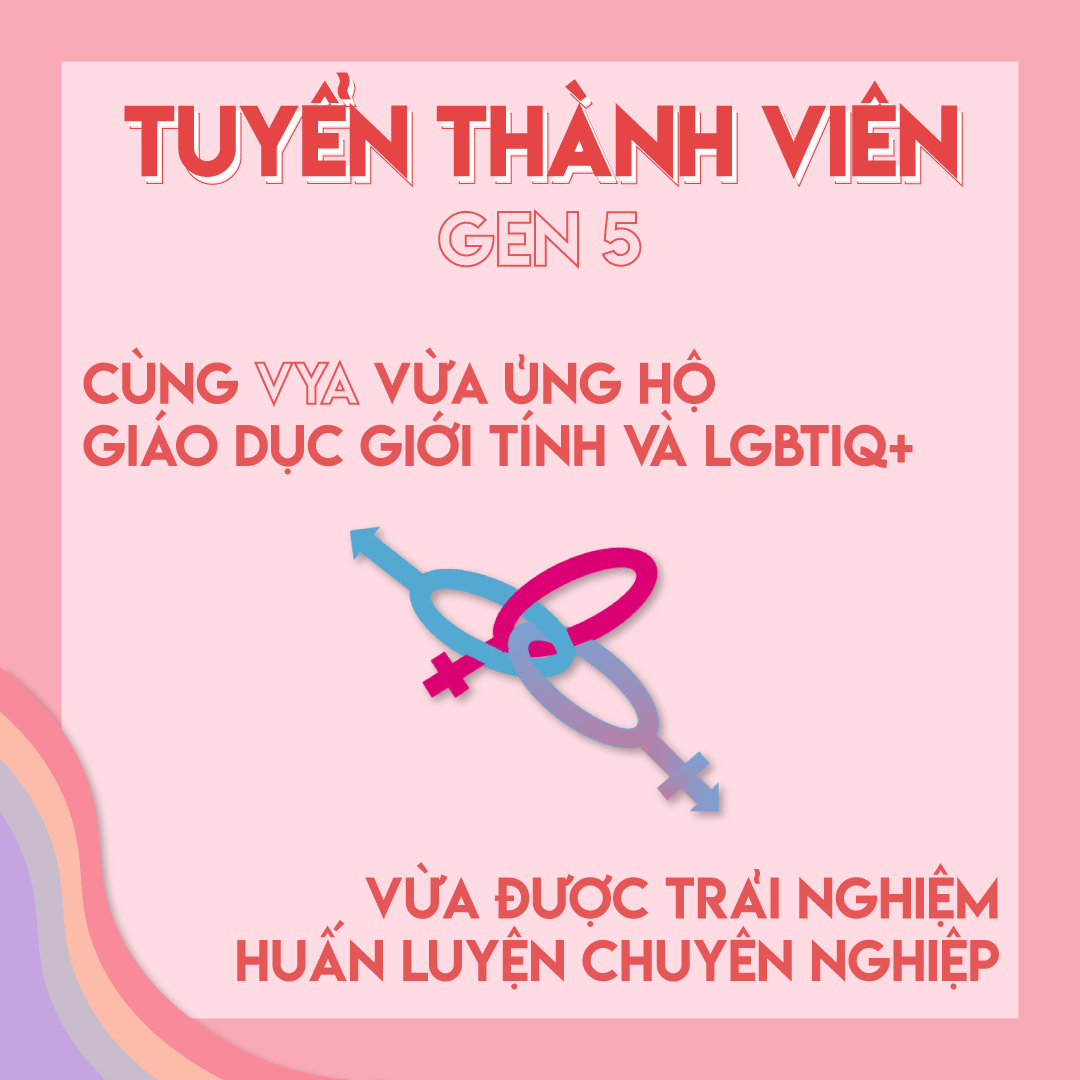 TUYỂN THÀNH VIÊN
GEN 5
CÙNG VYA VỪA ỦNG HỘ
GIÁO DỤC GIỚI TÍNH VÀ LGBTIQ+
VỪA ĐƯỢC TRẢI NGHIỆM
HUẤN LUYỆN CHUYÊN NGHIỆP